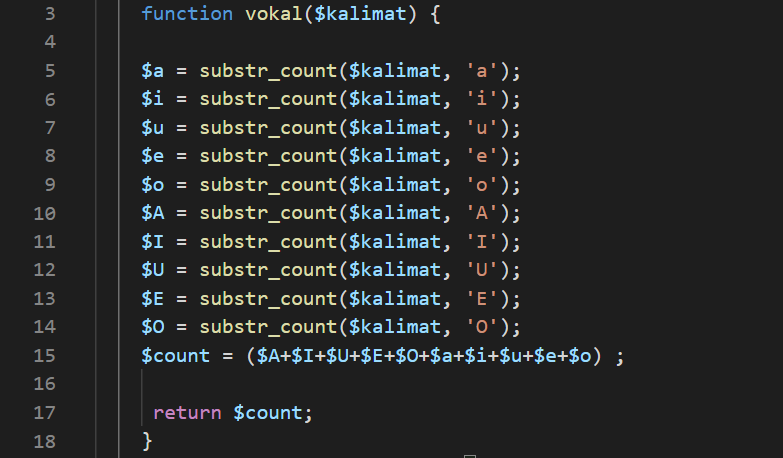 3 function vokal($kalimat) {
4
5 $a = substr_count($kalimat, 'a');
6 $i = substr_count($kalimat, 'i');
7 $u = substr_count($kalimat, 'u');
8 $e = substr_count($kalimat, 'e');
9 $o = substr_count($kalimat, 'o');
10 $A = substr_count($kalimat, 'A');
11 $I = substr_count($kalimat, 'I');
12 $U = substr_count($kalimat, 'U');
13 $E = substr_count($kalimat, 'E');
14 $O = substr_count($kalimat, 'O');
15 $count = ($A+$I+$U+$E+$O+$a+$i+$u+$e+$o) ;
16
17 return $count;
18 }